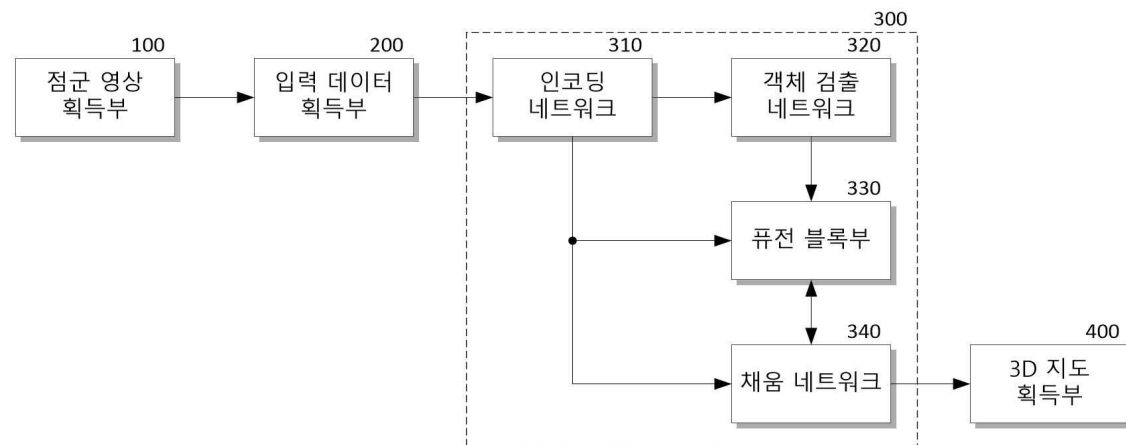 300
100
점군 영상
획득부
200
입력 데이터
획득부
310
인코딩
네트워크
320
객체 검출
네트워크
330
퓨전 블록부
340
채움 네트워크
400
3D 지도
획득부